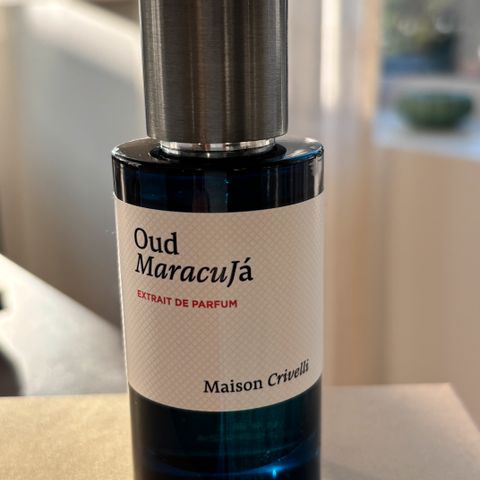 Oud
MaracuJá
EXTRAIT DE PARFUM
Maison Crivelli